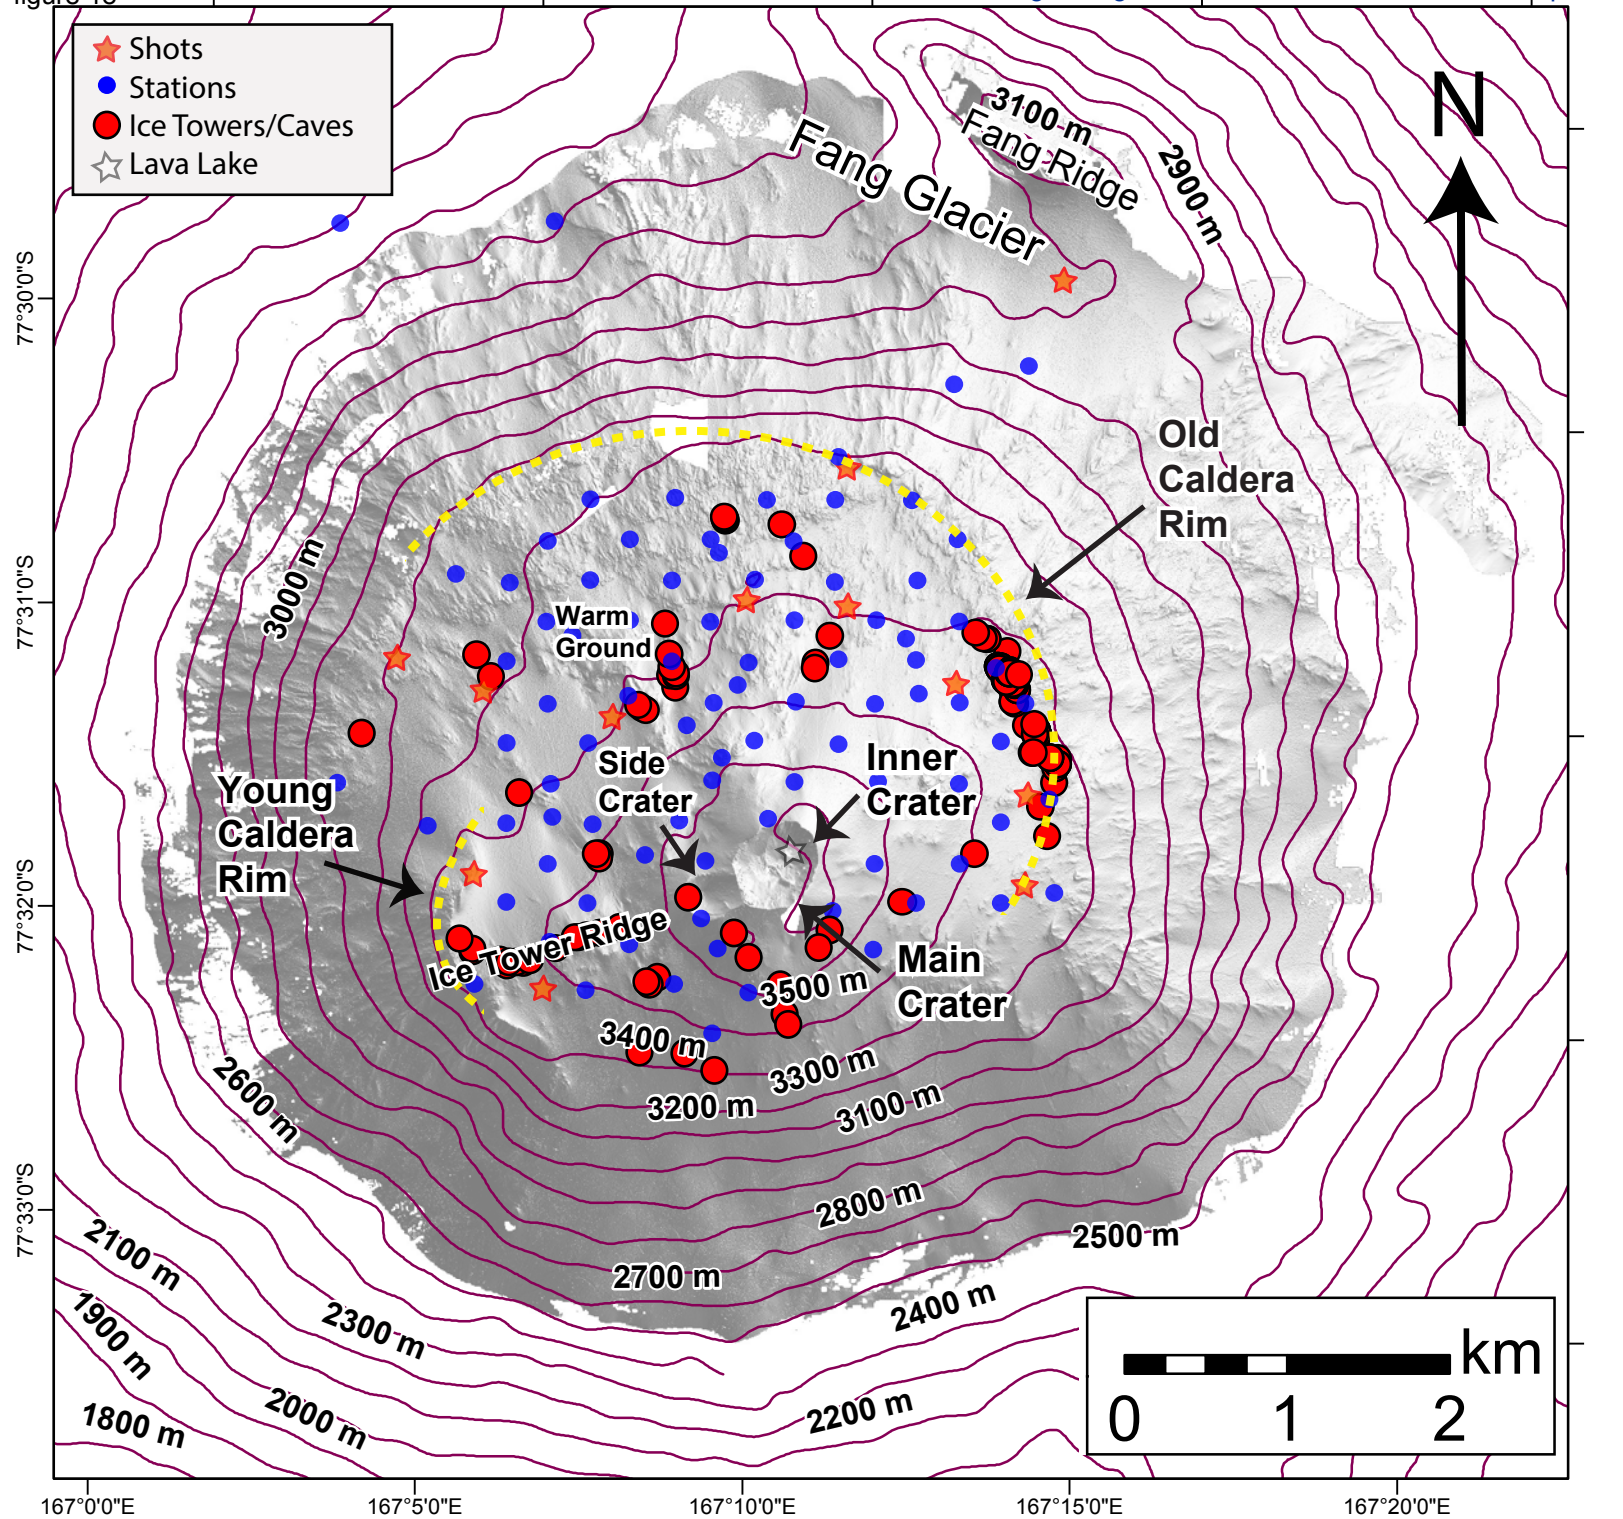 Shots
Stations
Ice Towers/Caves
Lava Lake
N
3100 m
Fang Ridge
Fang Glacier
2900 m
Old
Caldera
Rim
3000 m
Warm
Ground
Side
Crater
Inner
Crater
Young
Caldera
Rim
Ice Tower Ridge
Main
Crater
3500 m
3400 m
3300 m
3200 m
3100 m
2600 m
2800 m
2500 m
2700 m
2400 m
2100 m
2300 m
1900 m
2200 m
2000 m
1800 m
km
0 1 2
77°30'0"S
77°31'0"S
77°32'0"S
77°33'0"S
167°0'0"E 167°5'0"E 167°10'0"E 167°15'0"E 167°20'0"E